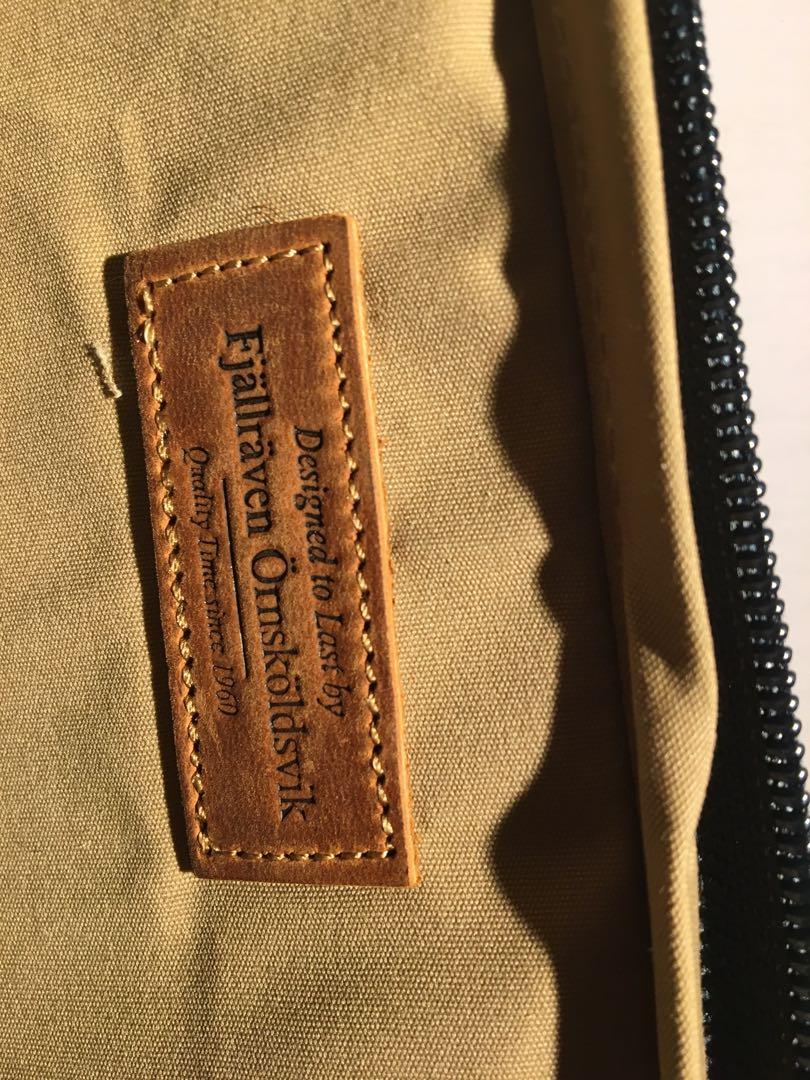 Designed to Last by
Fjällräven Örnsköldsvik
Quality Time since 1960